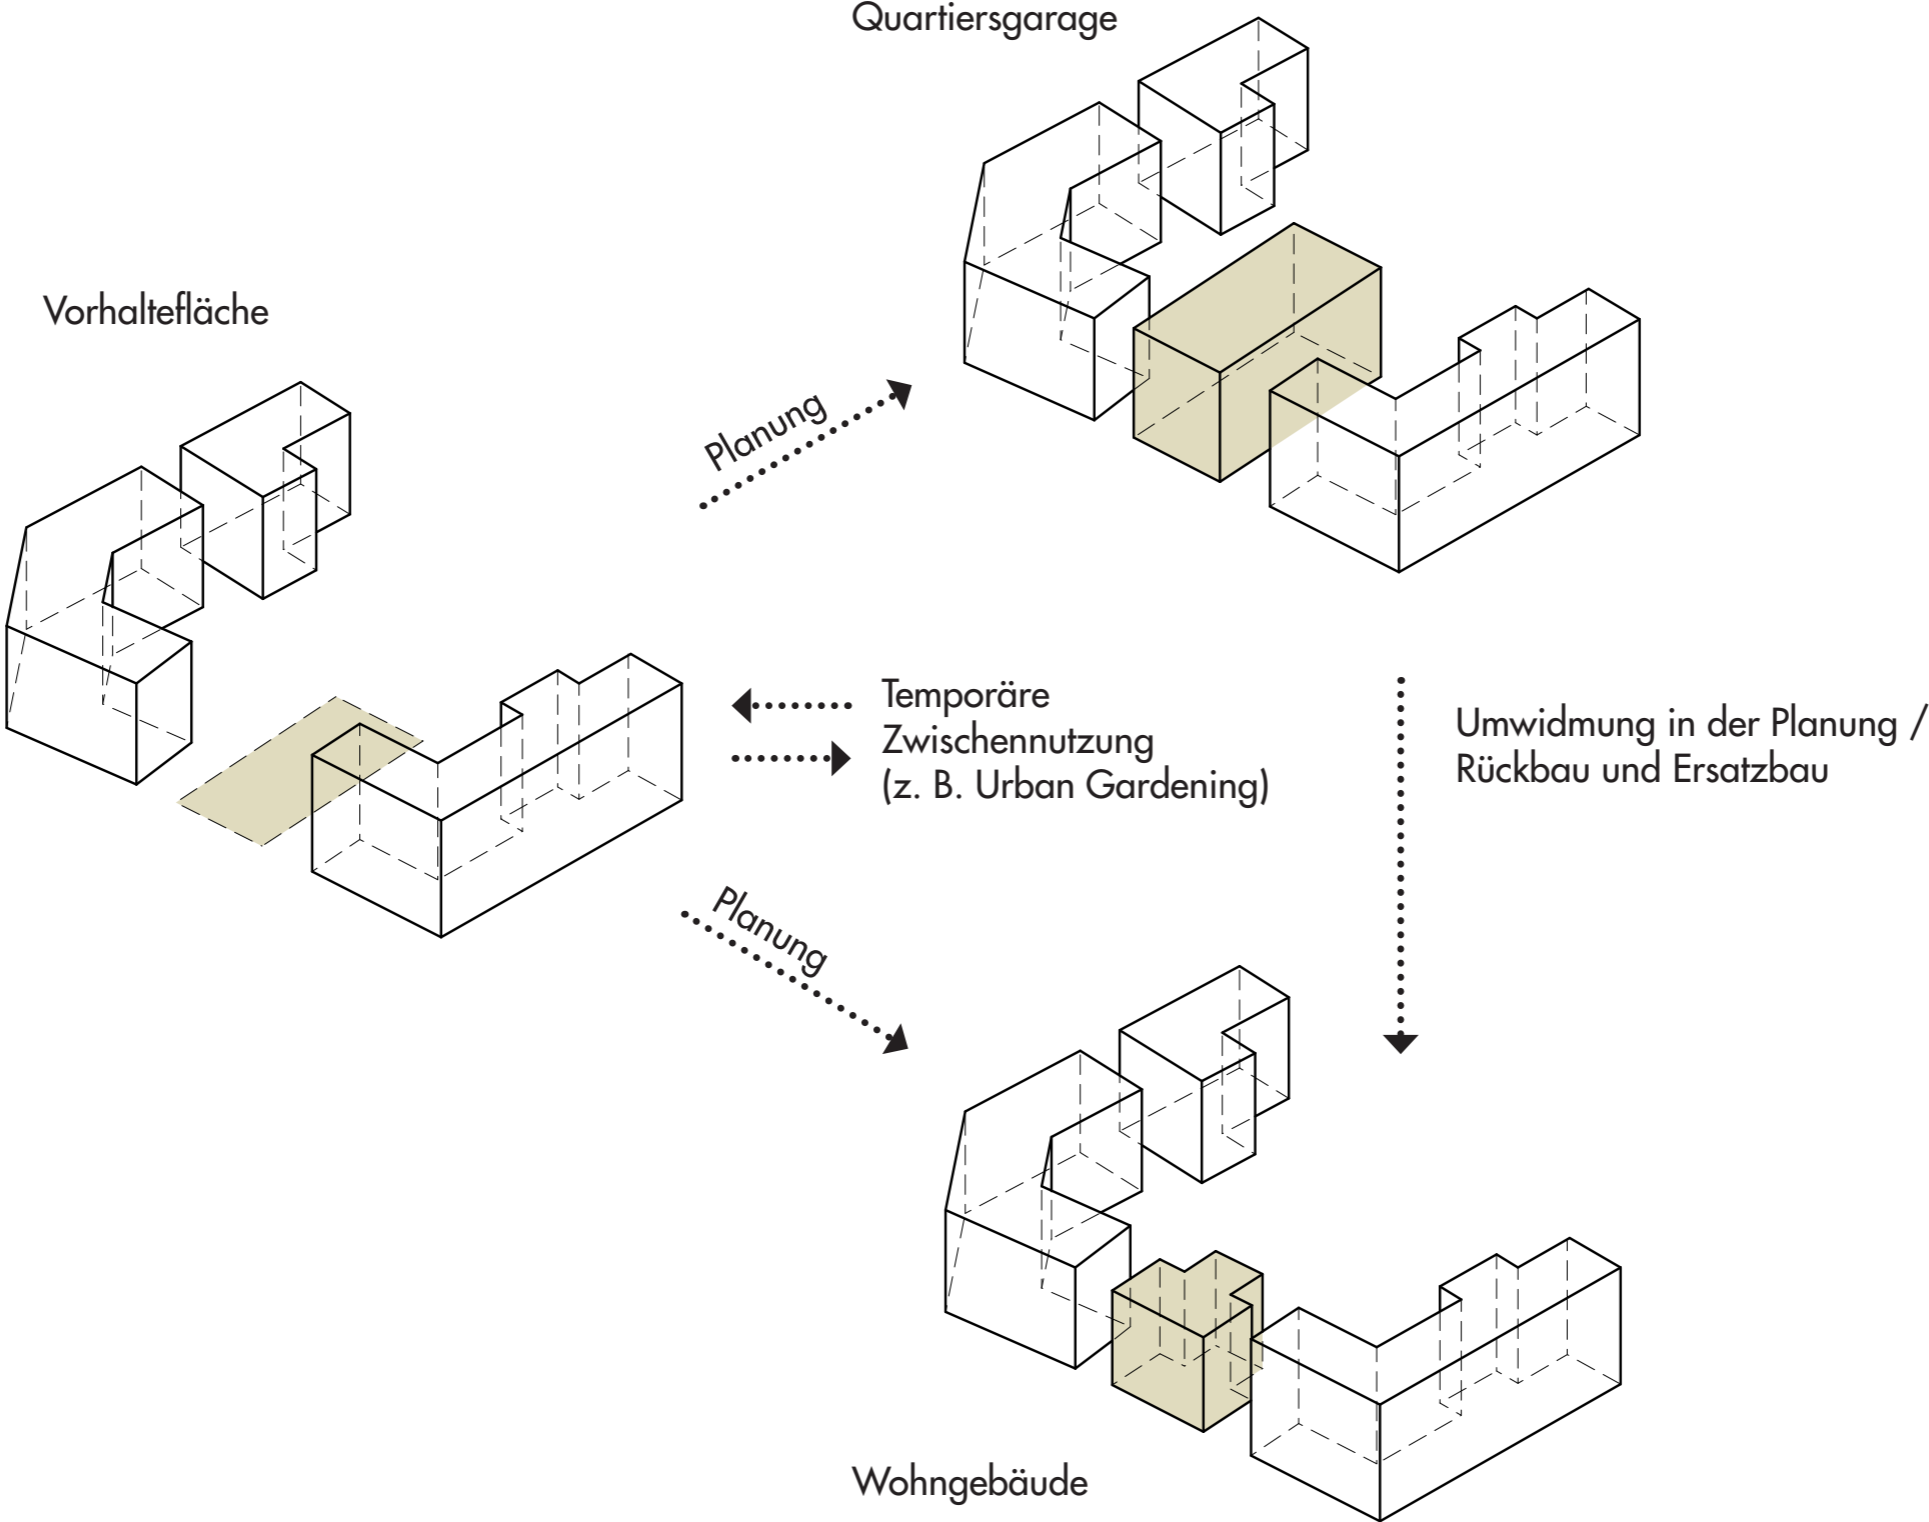 Quartiersgarage
Vorhaltefläche
Planung
Temporäre
Zwischennutzung
(z. B. Urban Gardening)
Umwidmung in der Planung /
Rückbau und Ersatzbau
Planung
Wohngebäude